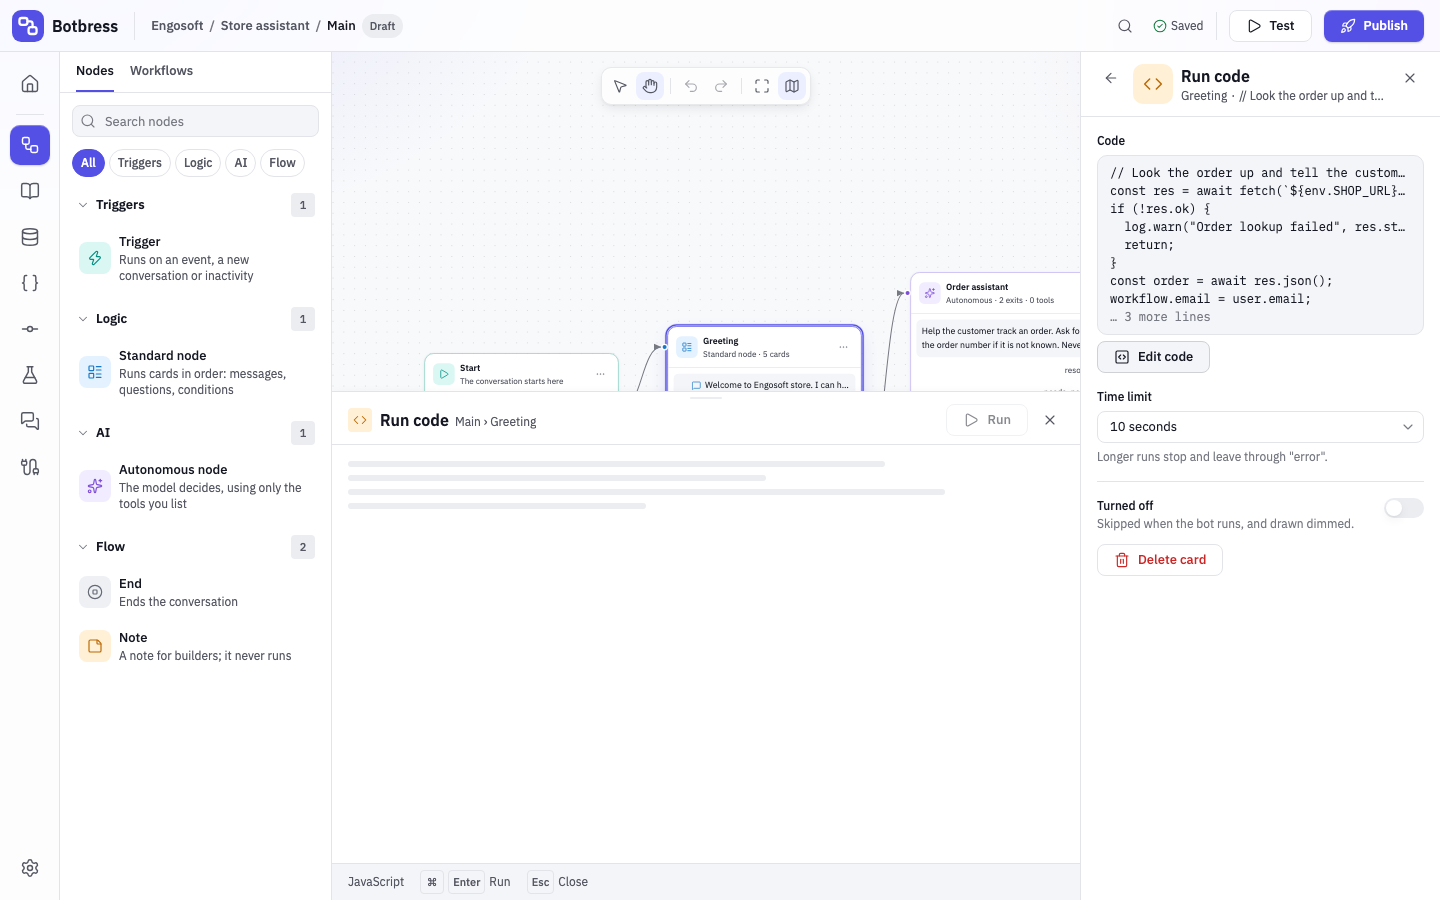 Botbress
Engosoft / Store assistant / Main Draft
Saved
Test
Publish
Nodes Workflows
Search nodes
All Triggers Logic AI Flow
Triggers 1
Trigger
Runs on an event, a new
conversation or inactivity
Logic 1
Standard node
Runs cards in order: messages,
questions, conditions
AI 1
Autonomous node
The model decides, using only the
tools you list
Flow 2
End
Ends the conversation
Note
A note for builders; it never runs
Start
The conversation starts here
Greeting
Standard node · 5 cards
Welcome to Engosoft store. I can h...
Order assistant
Autonomous · 2 exits · 0 tools
Help the customer track an order. Ask fo
the order number if it is not known. Neve
reso
Run code Main › Greeting
Run
JavaScript ⌘ Enter Run Esc Close
Run code
Greeting · // Look the order up and t...
Code
// Look the order up and tell the custom…
const res = await fetch(`${env.SHOP_URL}…
if (!res.ok) {
log.warn("Order lookup failed", res.st…
return;
}
const order = await res.json();
workflow.email = user.email;
… 3 more lines
Edit code
Time limit
10 seconds
Longer runs stop and leave through "error".
Turned off
Skipped when the bot runs, and drawn dimmed.
Delete card